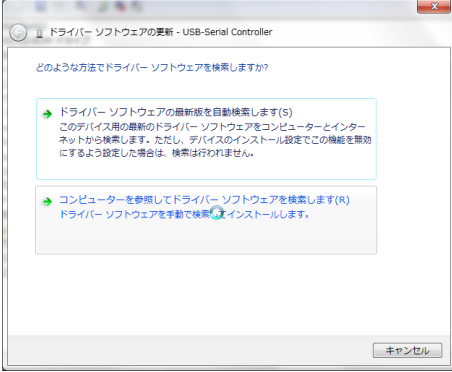 ドライバー ソフトウェアの更新 - USB-Serial Controller
どのような方法でドライバー ソフトウェアを検索しますか?
ドライバー ソフトウェアの最新版を自動検索します(S)
このデバイス用の最新のドライバー ソフトウェアをコンピューターとインター
ネットから検索します。ただし、デバイスのインストール設定でこの機能を無効
にするよう設定した場合は、検索は行われません。
コンピューターを参照してドライバー ソフトウェアを検索します(R)
ドライバー ソフトウェアを手動で検索してインストールします。
キャンセル